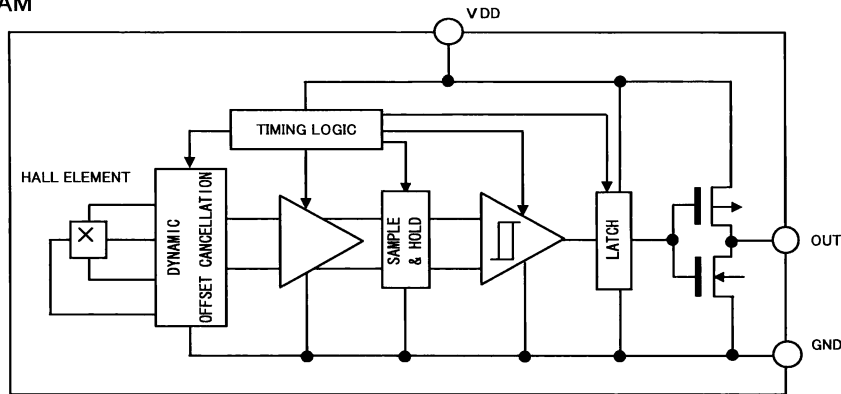 AM
VDD
TIMING LOGIC
HALL ELEMENT
DYNAMIC
OFFSET CANCELLATION
SAMPLE
& HOLD
LATCH
OUT
GND